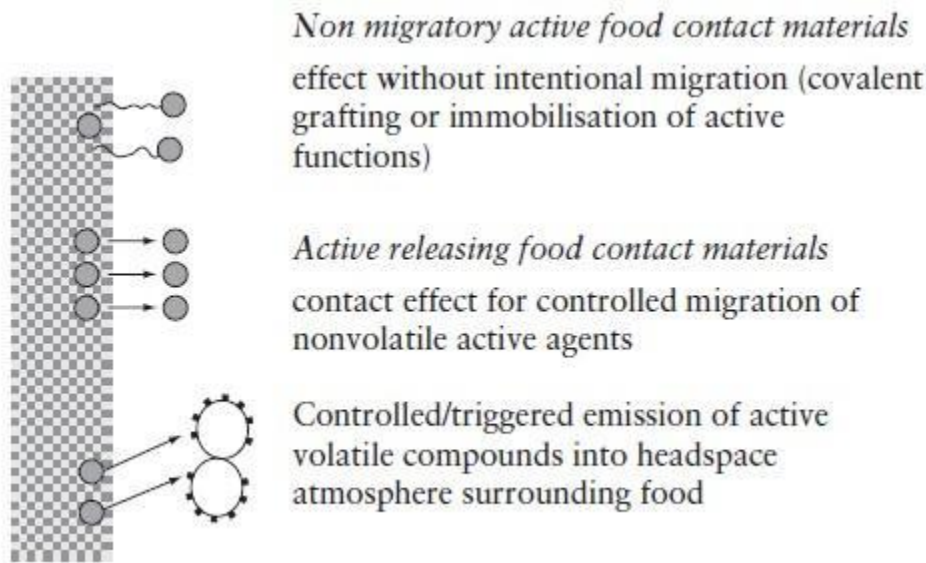 Non migratory active food contact materials
effect without intentional migration (covalent
grafting or immobilisation of active
functions)
Active releasing food contact materials
contact effect for controlled migration of
nonvolatile active agents
Controlled/triggered emission of active
volatile compounds into headspace
atmosphere surrounding food